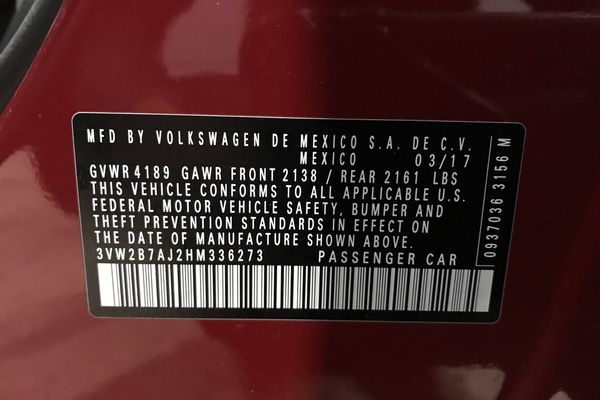 MFD BY VOLKSWAGEN DE MEXICO S.A. DE C.V.
MEXICO 03/17
GVWR 4189 GAWR FRONT 2138 / REAR 2161 LBS
THIS VEHICLE CONFORMS TO ALL APPLICABLE U.S.
FEDERAL MOTOR VEHICLE SAFETY, BUMPER AND
THEFT PREVENTION STANDARDS IN EFFECT ON
THE DATE OF MANUFACTURE SHOWN ABOVE.
3VW2B7AJ2HM336273 PASSENGER CAR
0937036 3156 M